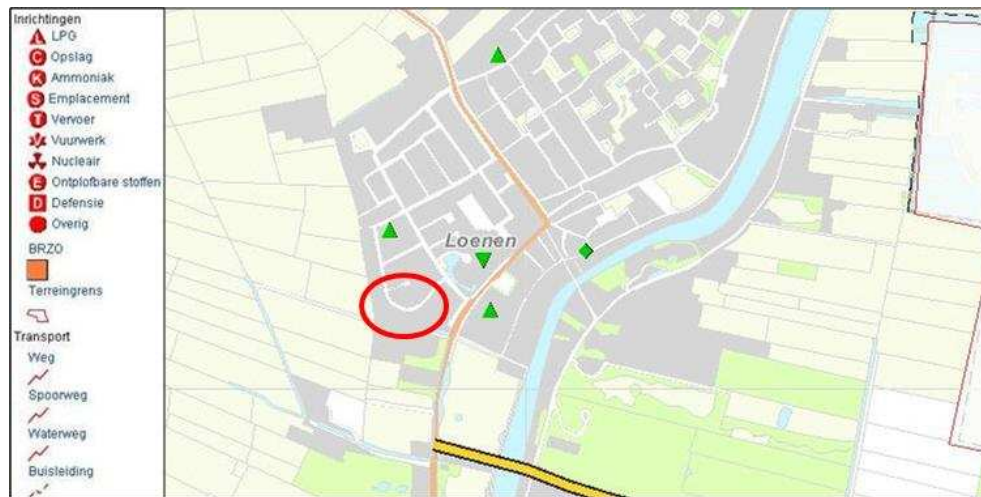 Inrichtingen
L LPG
C Opslag
K Ammoniak
S Emplacement
T Vervoer
Vuurwerk
Nucleair
E Ontplofbare stoffen
D Defensie
Overig
BRZO
Terreingrens
Transport
Weg
Spoorweg
Waterweg
Buisleiding
Loenen